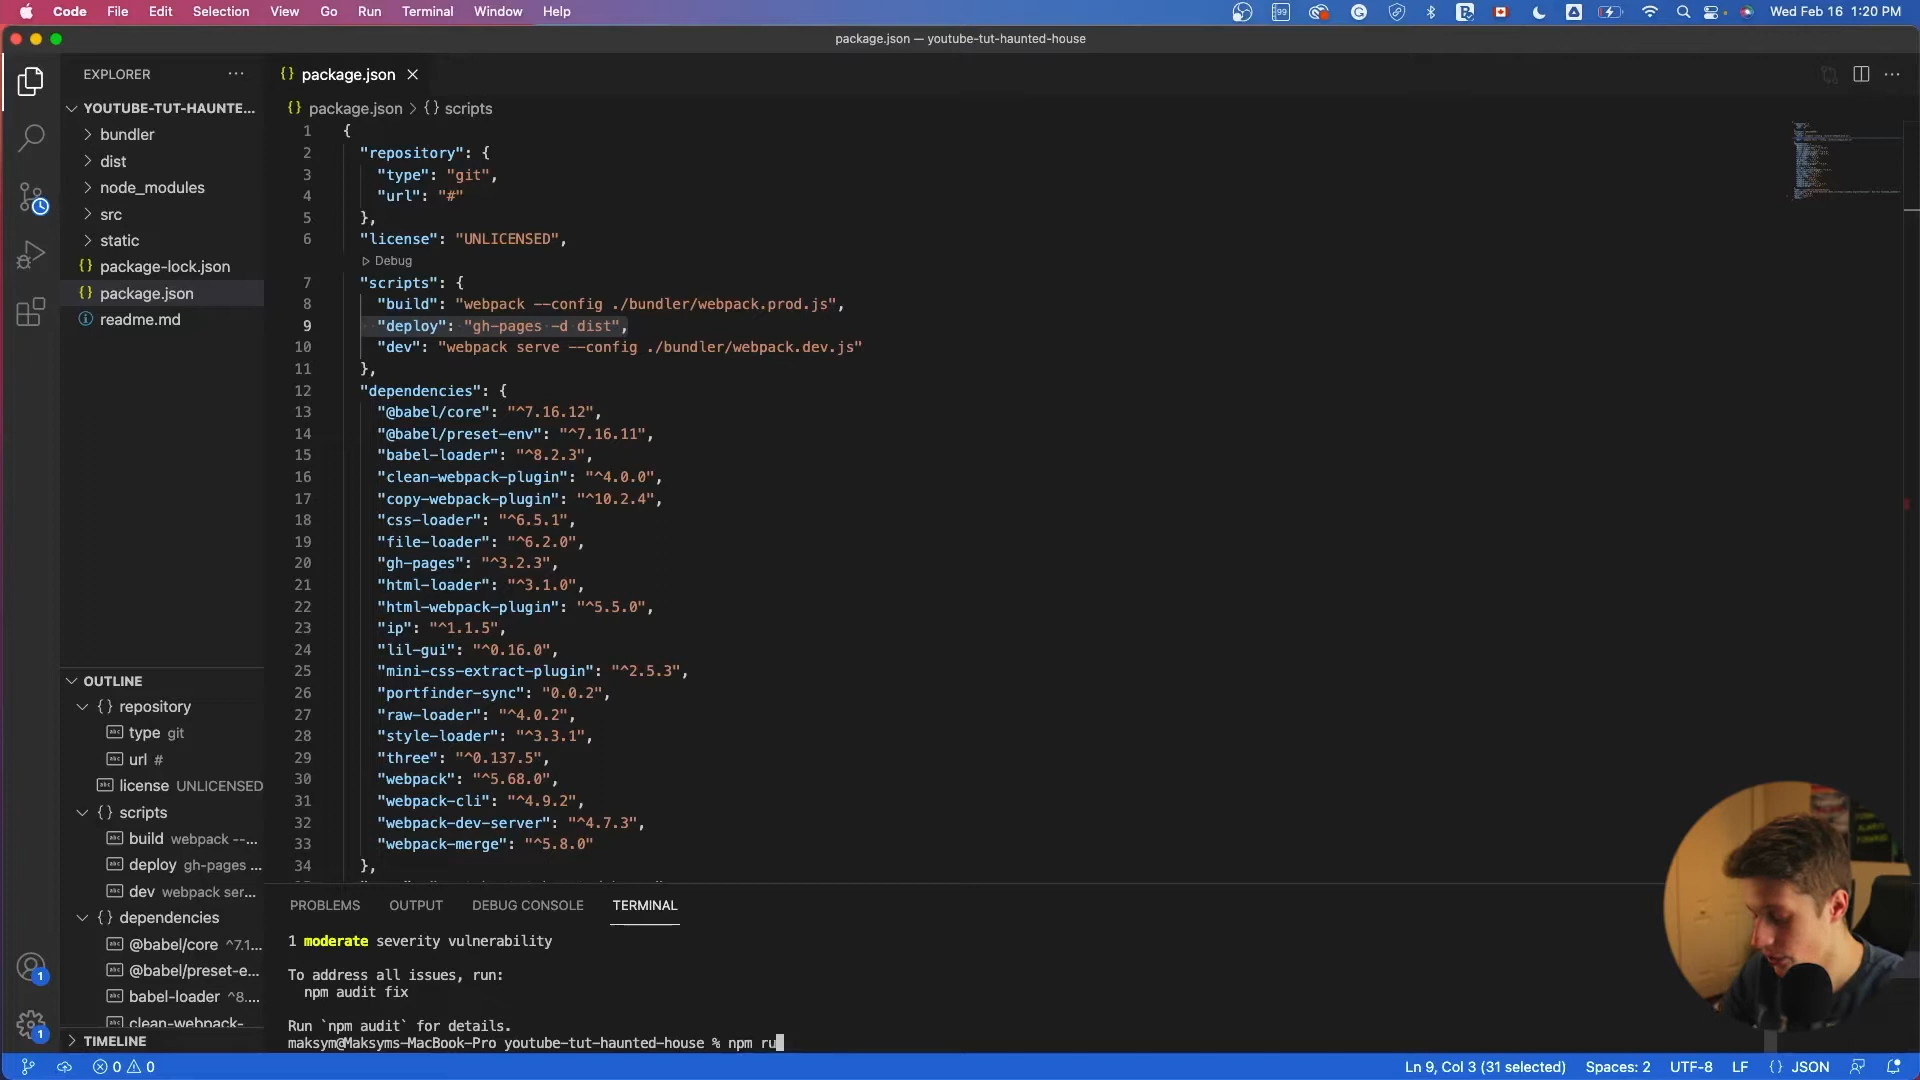 Code File Edit Selection View Go Run Terminal Window Help
99
Wed Feb 16 1:20 PM
package.json — youtube-tut-haunted-house
EXPLORER
package.json
YOUTUBE-TUT-HAUNTE...
bundler
dist
node_modules
src
static
package-lock.json
package.json
readme.md
package.json > {} scripts
1 {
2 "repository": {
3 "type": "git",
4 "url": "#"
5 },
6 "license": "UNLICENSED",
Debug
7 "scripts": {
8 "build": "webpack --config ./bundler/webpack.prod.js",
9 "deploy": "gh-pages -d dist",
10 "dev": "webpack serve --config ./bundler/webpack.dev.js"
11 },
12 "dependencies": {
13 "@babel/core": "^7.16.12",
14 "@babel/preset-env": "^7.16.11",
15 "babel-loader": "^8.2.3",
16 "clean-webpack-plugin": "^4.0.0",
17 "copy-webpack-plugin": "^10.2.4",
18 "css-loader": "^6.5.1",
19 "file-loader": "^6.2.0",
20 "gh-pages": "^3.2.3",
21 "html-loader": "^3.1.0",
22 "html-webpack-plugin": "^5.5.0",
23 "ip": "^1.1.5",
24 "lil-gui": "^0.16.0",
25 "mini-css-extract-plugin": "^2.5.3",
26 "portfinder-sync": "0.0.2",
27 "raw-loader": "^4.0.2",
28 "style-loader": "^3.3.1",
29 "three": "^0.137.5",
30 "webpack": "^5.68.0",
31 "webpack-cli": "^4.9.2",
32 "webpack-dev-server": "^4.7.3",
33 "webpack-merge": "^5.8.0"
34 },
OUTLINE
{} repository
type git
url #
license UNLICENSED
{} scripts
build webpack --...
deploy gh-pages ...
dev webpack ser...
{} dependencies
@babel/core ^7.1...
@babel/preset-e...
babel-loader ^8....
clean-webpack-
TIMELINE
PROBLEMS OUTPUT DEBUG CONSOLE TERMINAL
1 moderate severity vulnerability
To address all issues, run:
npm audit fix
Run `npm audit` for details.
maksym@Maksyms-MacBook-Pro youtube-tut-haunted-house % npm ru
1
1
0 0
Ln 9, Col 3 (31 selected) Spaces: 2 UTF-8 LF {} JSON